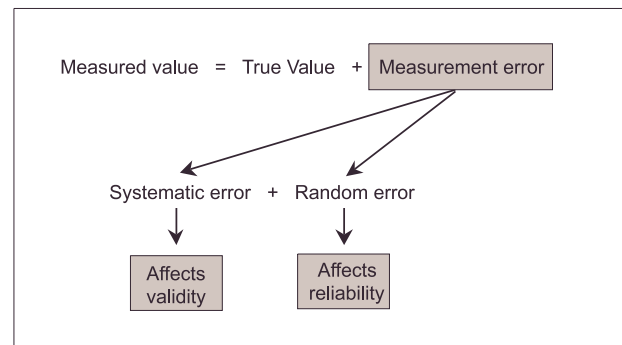 Measured value = True Value + Measurement error
Systematic error + Random error
Affects
validity
Affects
reliability